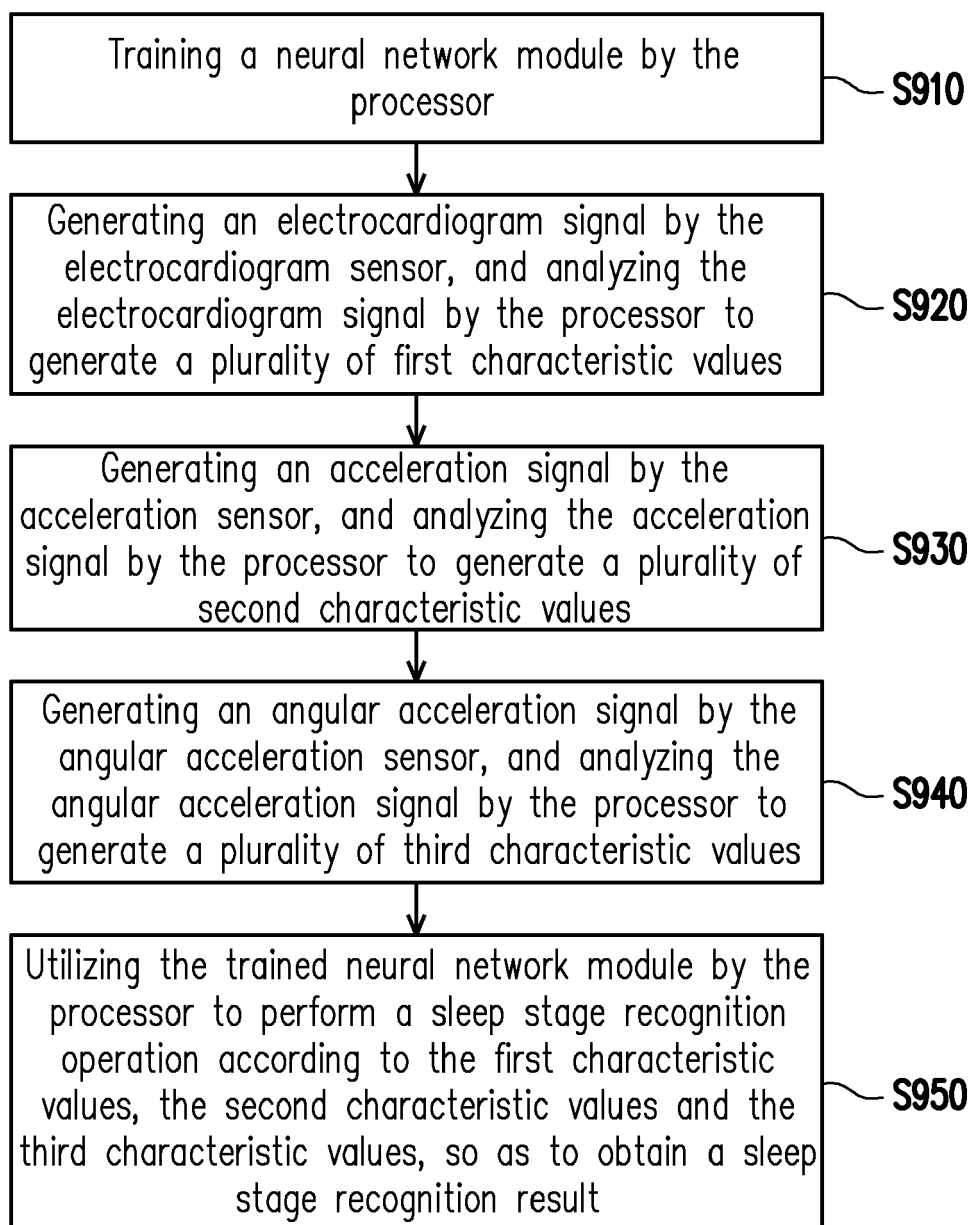 Training a neural network module by the
processor
S910
Generating an electrocardiogram signal by the
electrocardiogram sensor, and analyzing the
electrocardiogram signal by the processor to
generate a plurality of first characteristic values
S920
Generating an acceleration signal by the
acceleration sensor, and analyzing the acceleration
signal by the processor to generate a plurality of
second characteristic values
S930
Generating an angular acceleration signal by the
angular acceleration sensor, and analyzing the
angular acceleration signal by the processor to
generate a plurality of third characteristic values
S940
Utilizing the trained neural network module by the
processor to perform a sleep stage recognition
operation according to the first characteristic
values, the second characteristic values and the
third characteristic values, so as to obtain a sleep
stage recognition result
S950